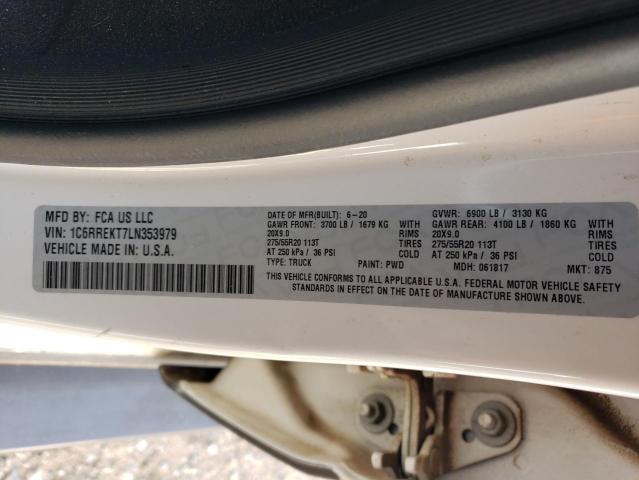 MFD BY: FCA US LLC
VIN: 1C6RREKT7LN353979
VEHICLE MADE IN: U.S.A.
DATE OF MFR(BUILT): 6-20 GVWR: 6900 LB / 3130 KG
GAWR FRONT: 3700 LB / 1679 KG GAWR REAR: 4100 LB / 1860 KG
20X9.0 RIMS 20X9.0 RIMS
275/55R20 113T TIRES 275/55R20 113T TIRES
AT 250 kPa / 36 PSI COLD AT 250 kPa / 36 PSI COLD
TYPE: TRUCK PAINT: PWD MDH: 061817 MKT: 875
THIS VEHICLE CONFORMS TO ALL APPLICABLE U.S.A. FEDERAL MOTOR VEHICLE SAFETY
STANDARDS IN EFFECT ON THE DATE OF MANUFACTURE SHOWN ABOVE.